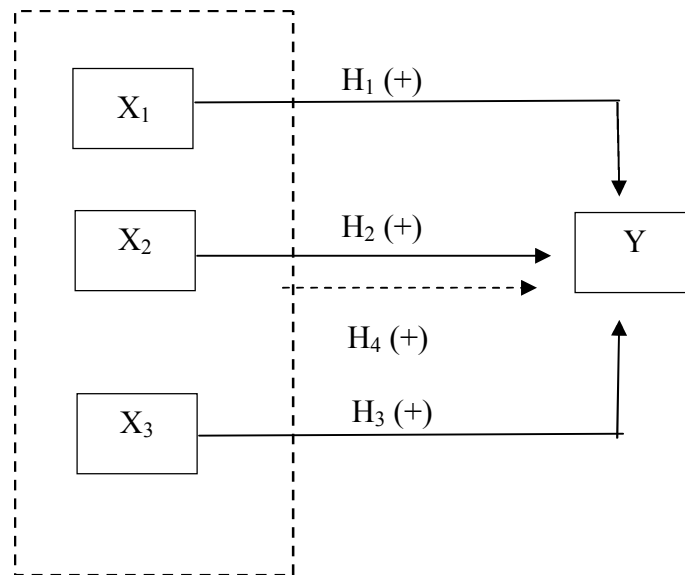 H₁ (+)
X₁
X₂
H₂ (+)
Y
H₄ (+)
X₃
H₃ (+)